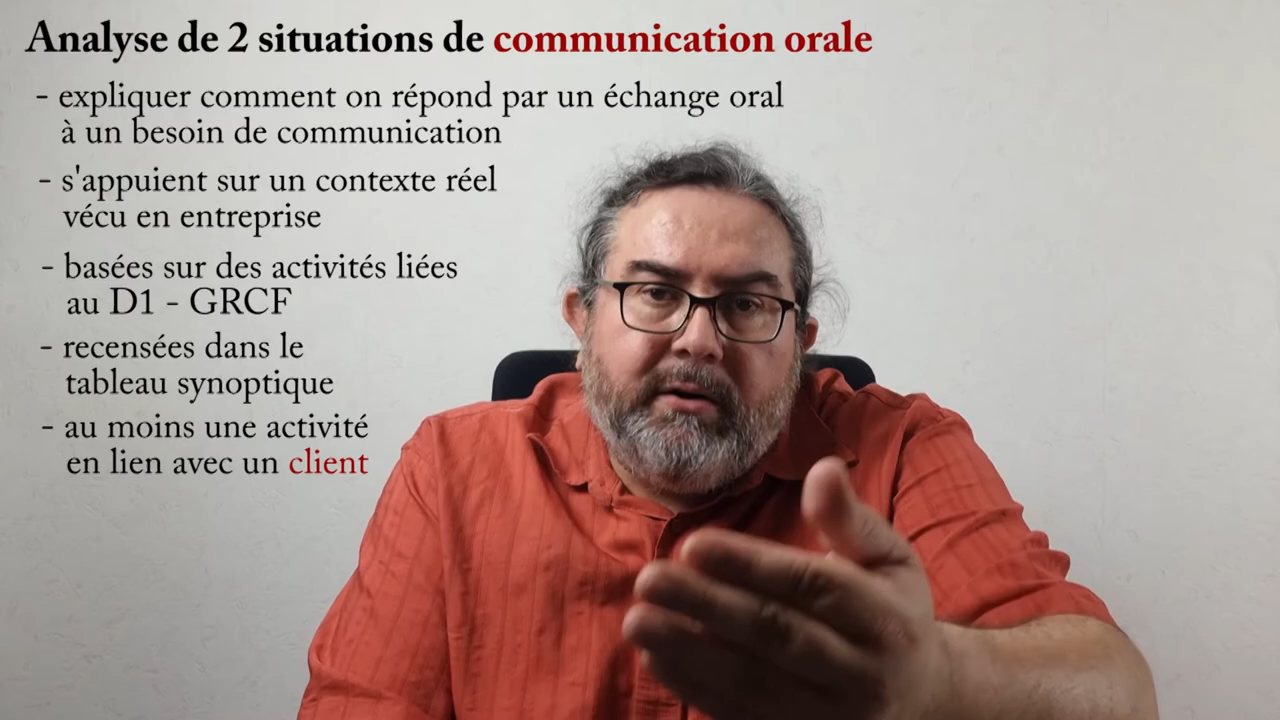 Analyse de 2 situations de communication orale
- expliquer comment on répond par un échange oral
à un besoin de communication
- s'appuient sur un contexte réel
vécu en entreprise
- basées sur des activités liées
au D1 - GRCF
- recensées dans le
tableau synoptique
- au moins une activité
en lien avec un client